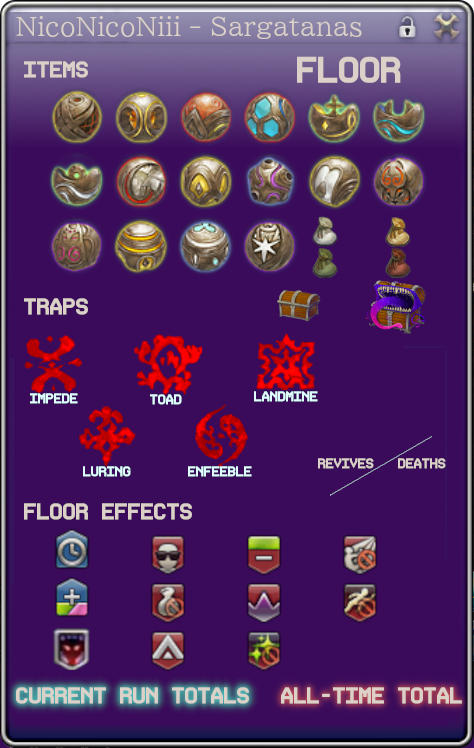 NicoNicoNiii - Sargatanas
ITEMS
FLOOR
TRAPS
IMPEDE
TOAD
LANDMINE
LURING
ENFEEBLE
REVIVES
DEATHS
FLOOR EFFECTS
CURRENT RUN TOTALS
ALL-TIME TOTAL